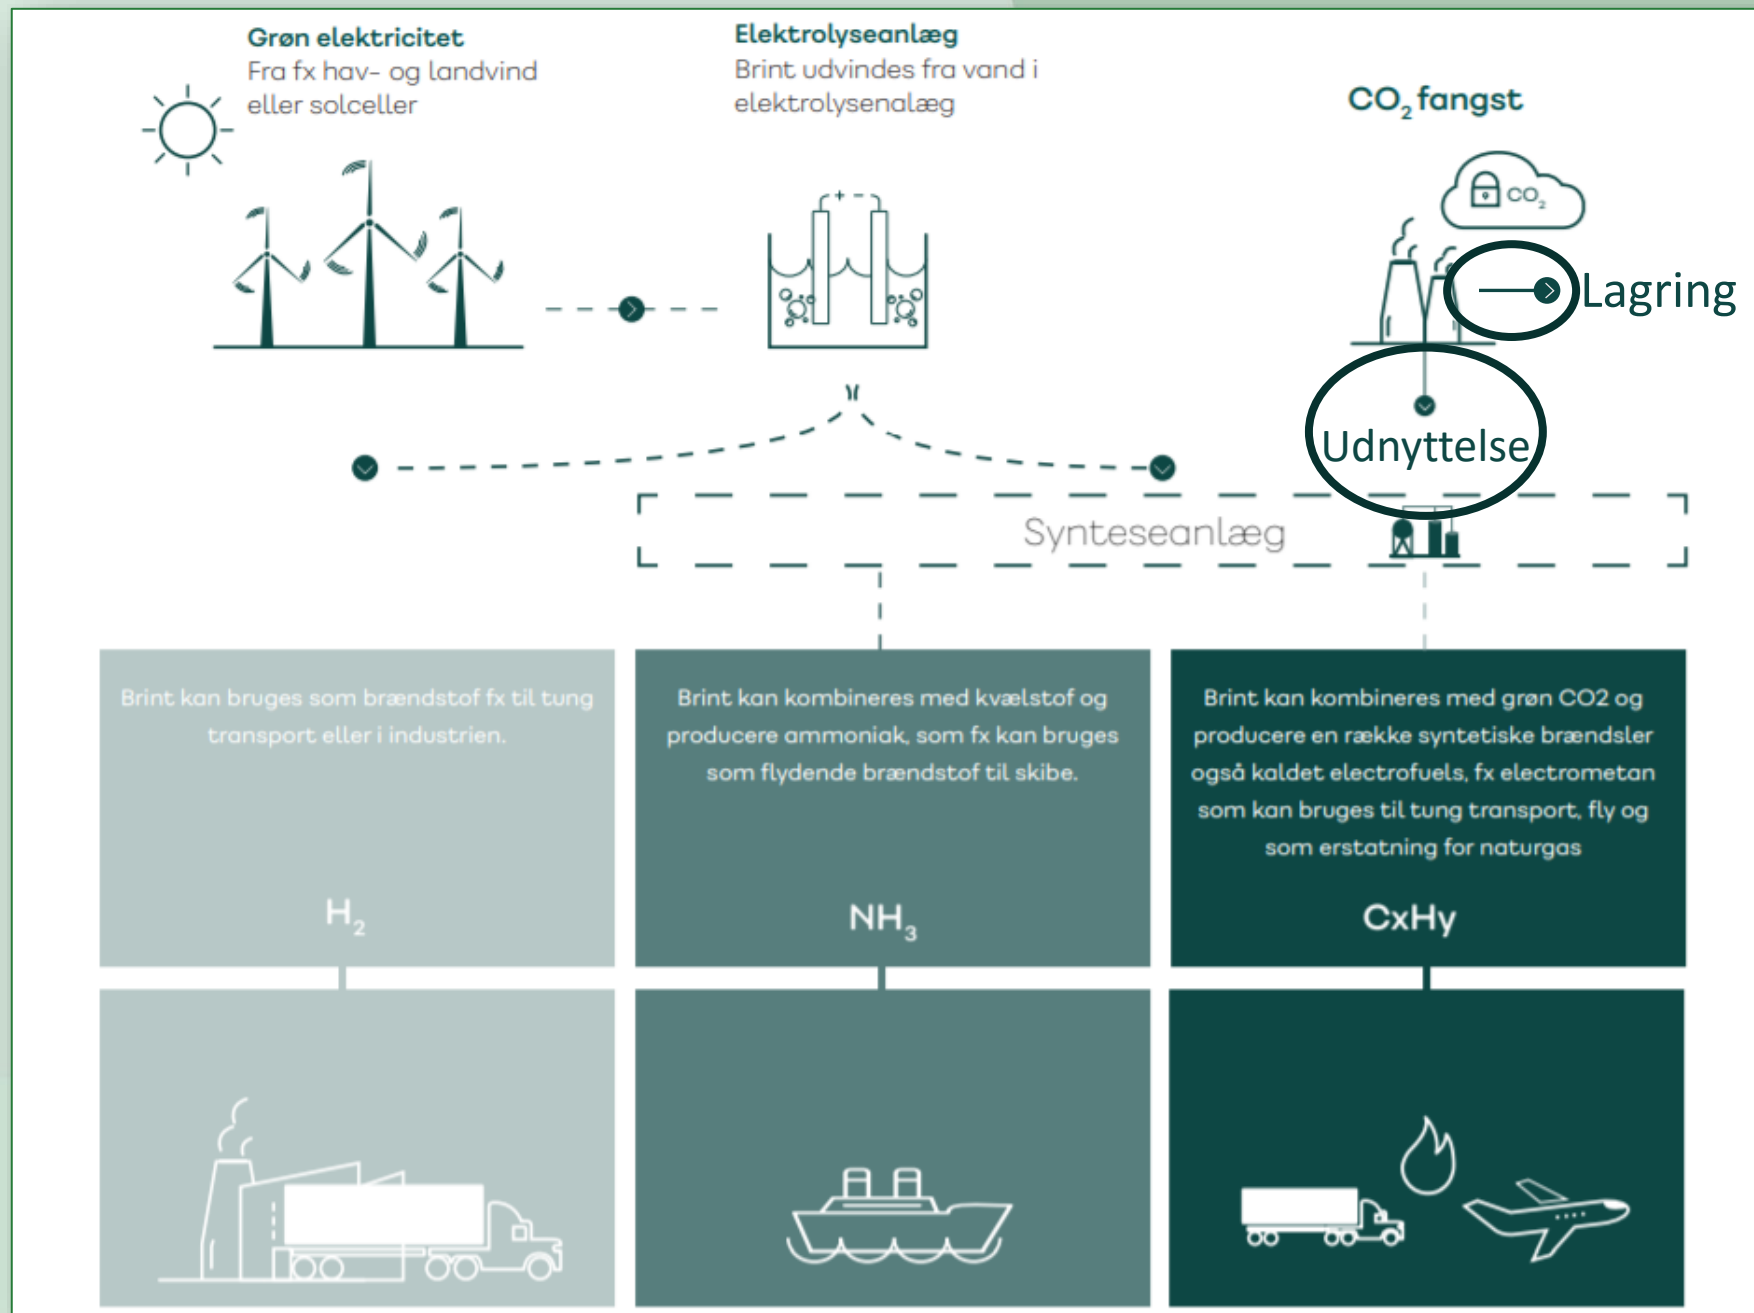 Grøn elektricitet
Fra fx hav- og landvind
eller solceller
Elektrolyseanlæg
Brint udvindes fra vand i
elektrolysenalæg
CO₂ fangst
CO₂
Lagring
Udnyttelse
Synteseanlæg
Brint kan bruges som brændstof fx til tung
transport eller i industrien.
H₂
Brint kan kombineres med kvælstof og
producere ammoniak, som fx kan bruges
som flydende brændstof til skibe.
NH₃
Brint kan kombineres med grøn CO2 og
producere en række syntetiske brændsler
også kaldet electrofuels, fx electrometan
som kan bruges til tung transport, fly og
som erstatning for naturgas
CxHy